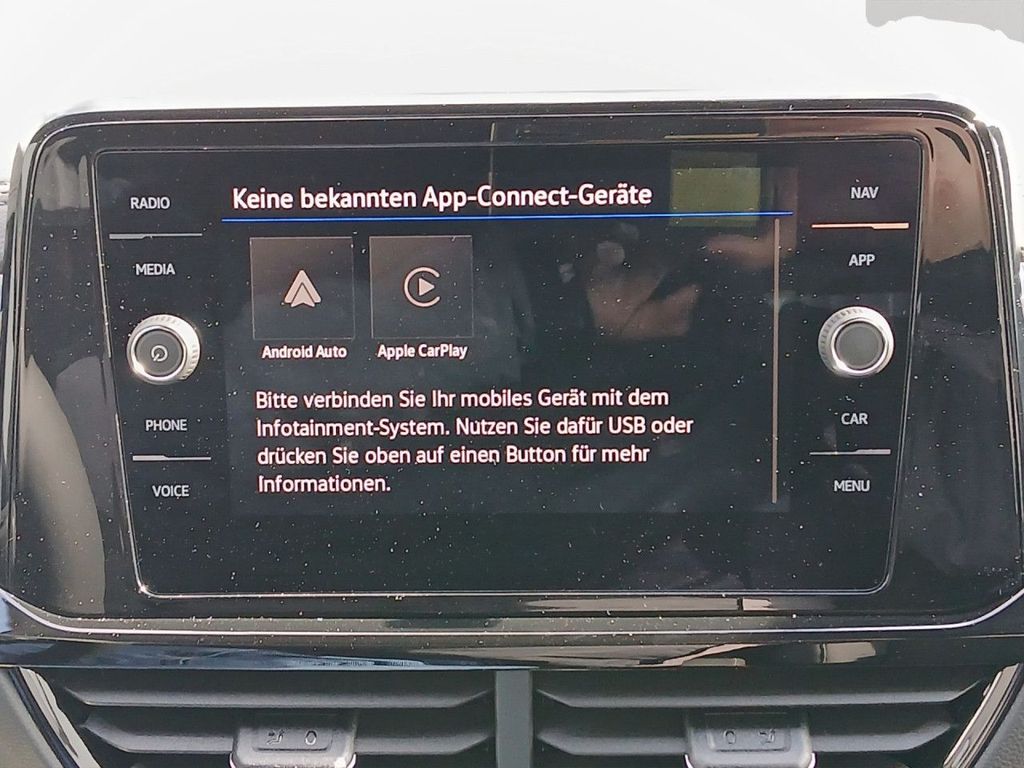 Keine bekannten App-Connect-Geräte
RADIO
MEDIA
PHONE
VOICE
Android Auto
Apple CarPlay
Bitte verbinden Sie Ihr mobiles Gerät mit dem
Infotainment-System. Nutzen Sie dafür USB oder
drücken Sie oben auf einen Button für mehr
Informationen.
NAV
APP
CAR
MENU
0
0